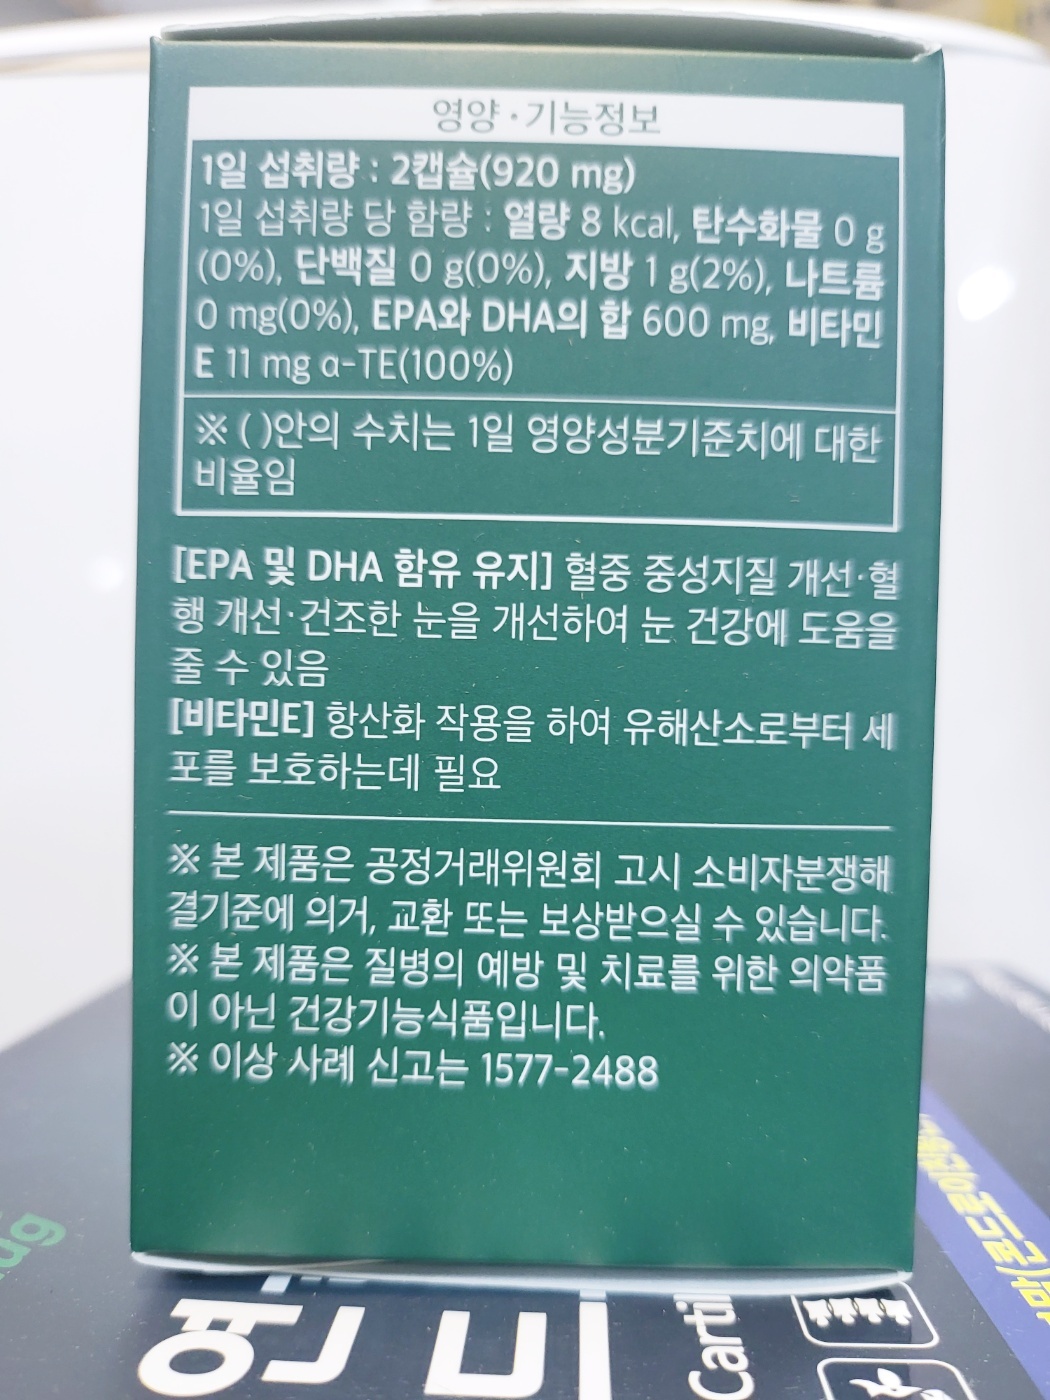 영양·기능정보
1일 섭취량 : 2캡슐(920 mg)
1일 섭취량 당 함량 : 열량 8 kcal, 탄수화물 0 g
(0%), 단백질 0 g(0%), 지방 1 g(2%), 나트륨
0 mg(0%), EPA와 DHA의 합 600 mg, 비타민
E 11 mg α-TE(100%)
※ ( )안의 수치는 1일 영양성분기준치에 대한
비율임
[EPA 및 DHA 함유 유지] 혈중 중성지질 개선·혈
행 개선·건조한 눈을 개선하여 눈 건강에 도움을
줄 수 있음
[비타민E] 항산화 작용을 하여 유해산소로부터 세
포를 보호하는데 필요
※ 본 제품은 공정거래위원회 고시 소비자분쟁해
결기준에 의거, 교환 또는 보상받으실 수 있습니다.
※ 본 제품은 질병의 예방 및 치료를 위한 의약품
이 아닌 건강기능식품입니다.
※ 이상 사례 신고는 1577-2488